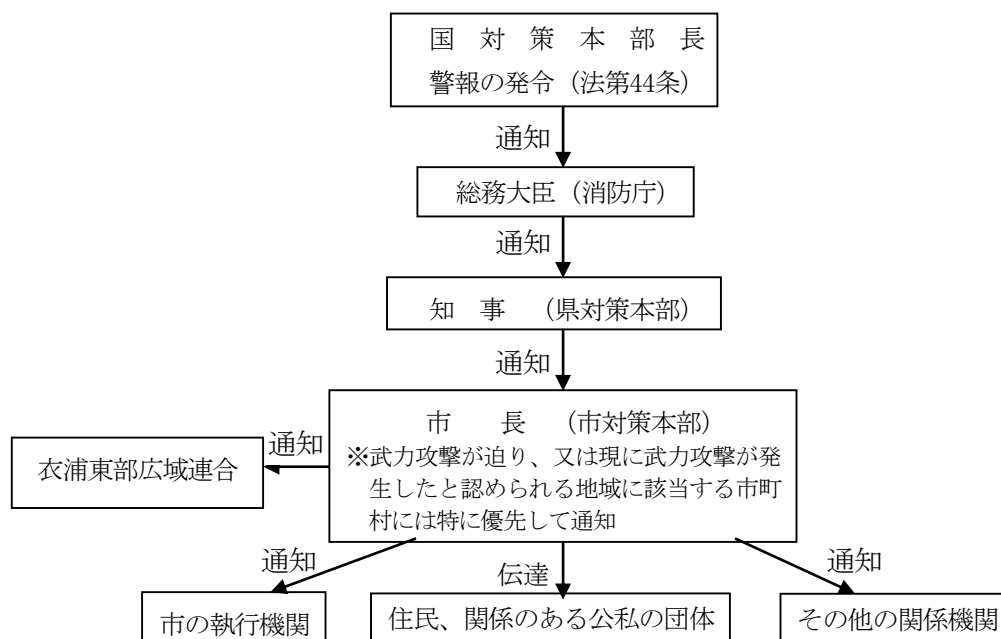 国 対 策 本 部 長
警報の発令（法第44条）
通知
総務大臣（消防庁）
通知
知 事 （県対策本部）
通知
市 長 （市対策本部）
※武力攻撃が迫り、又は現に武力攻撃が発
生したと認められる地域に該当する市町
村には特に優先して通知
通知
衣浦東部広域連合
通知
伝達
通知
市の執行機関
住民、関係のある公私の団体
その他の関係機関